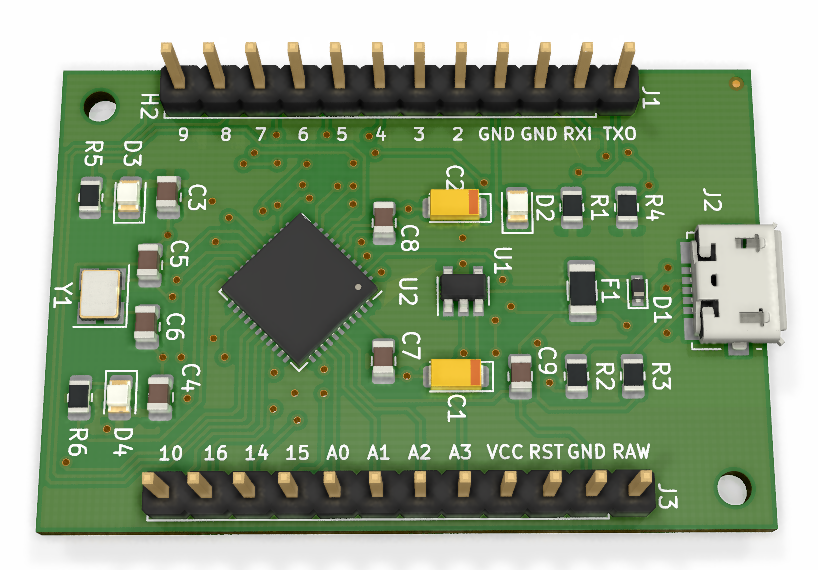 H2
J1
9 8 7 6 5 4 3 2 GND GND RXI TXO
R5 D3 C3
C2 D2 R1 R4 J2
C8
C5 U1
Y1 U2 F1 D1
C6
C7 C9
C4 C1 R2 R3
R6 D4
10 16 14 15 A0 A1 A2 A3 VCC RST GND RAW
J3